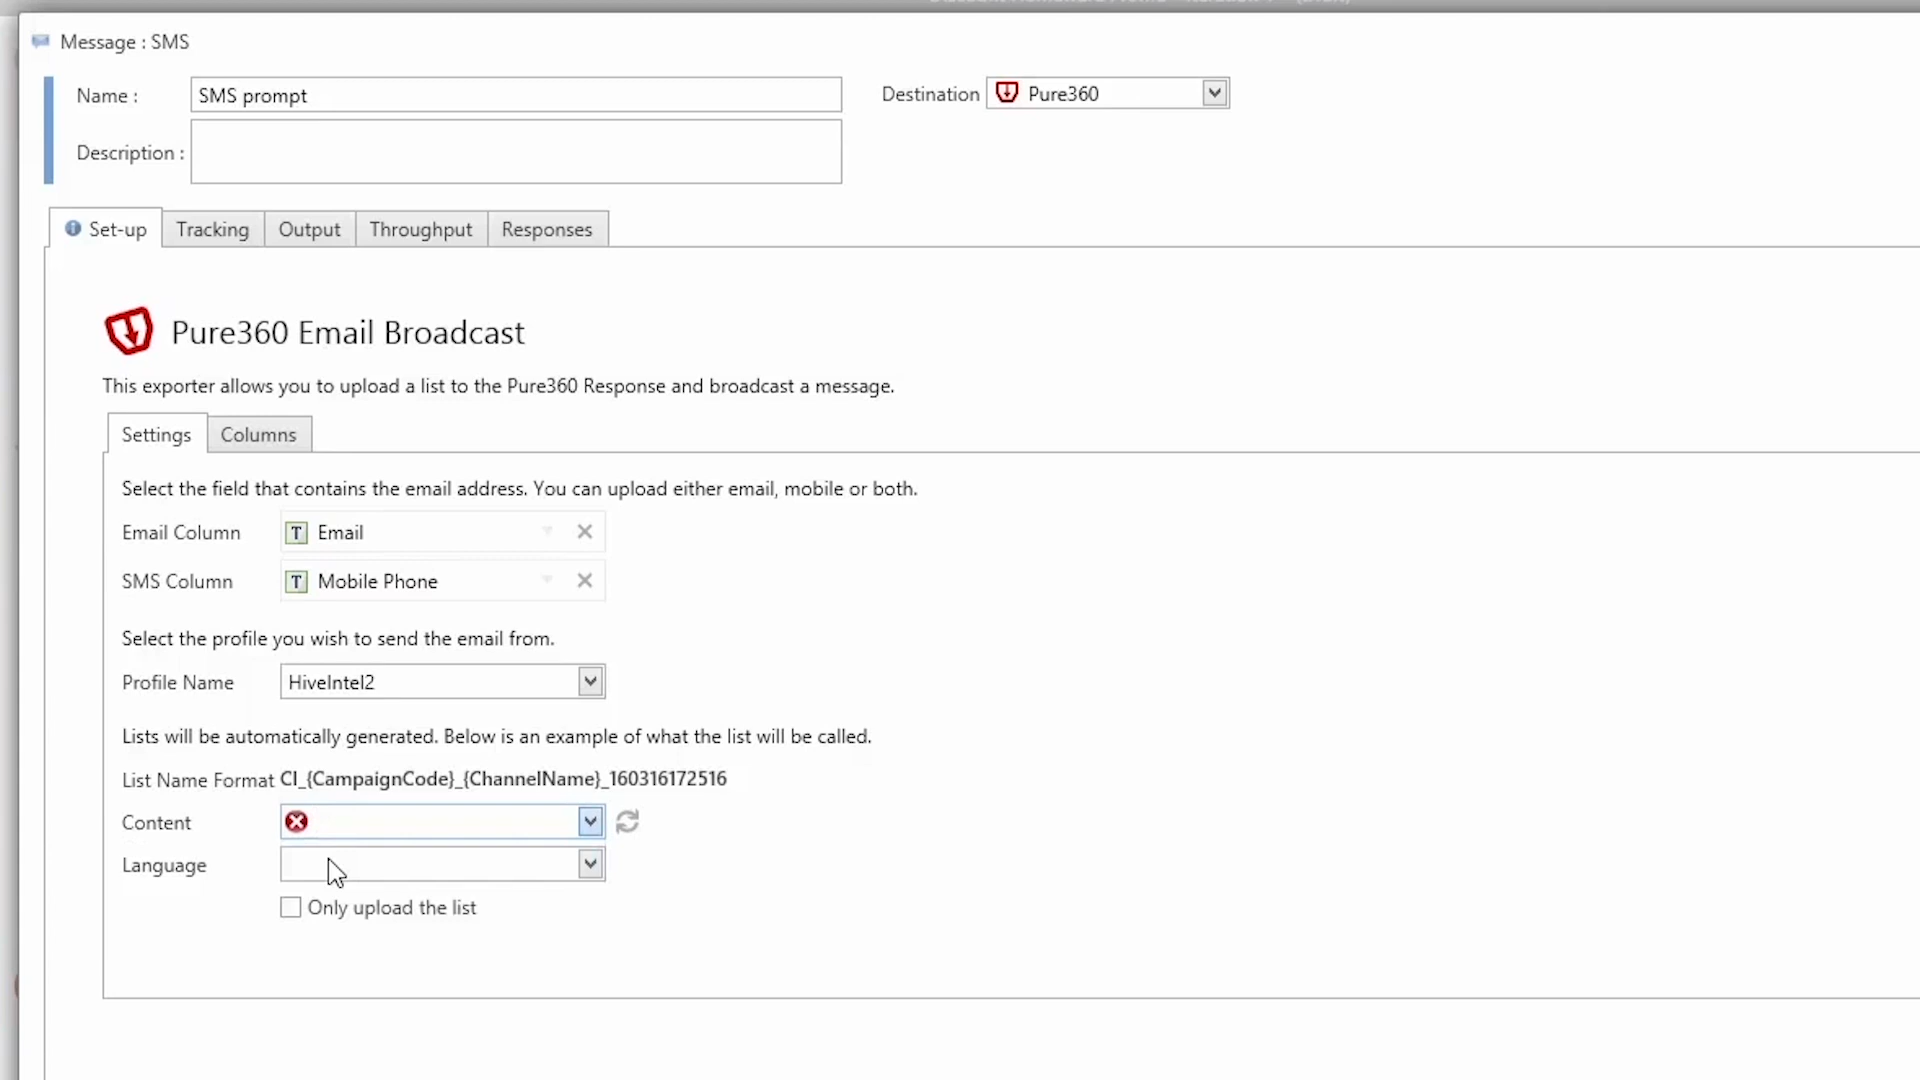 Message : SMS
Name : SMS prompt Destination Pure360
Description :
Set-up Tracking Output Throughput Responses
Pure360 Email Broadcast
This exporter allows you to upload a list to the Pure360 Response and broadcast a message.
Settings Columns
Select the field that contains the email address. You can upload either email, mobile or both.
Email Column T Email
SMS Column T Mobile Phone
Select the profile you wish to send the email from.
Profile Name HiveIntel2
Lists will be automatically generated. Below is an example of what the list will be called.
List Name Format CI_{CampaignCode}_{ChannelName}_160316172516
Content
Language
Only upload the list